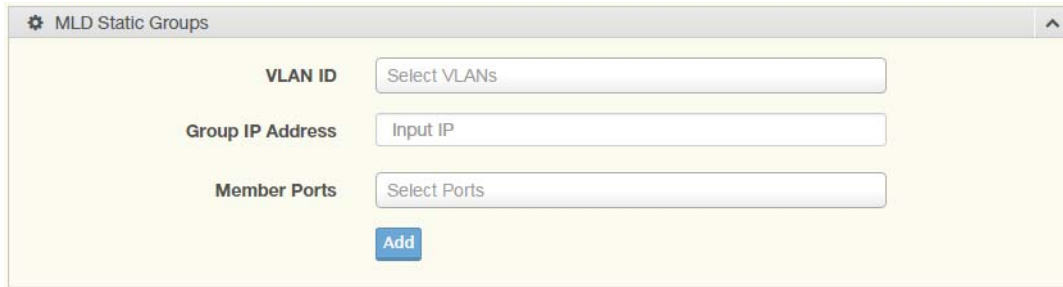 MLD Static Groups
VLAN ID
Select VLANs
Group IP Address
Input IP
Member Ports
Select Ports
Add